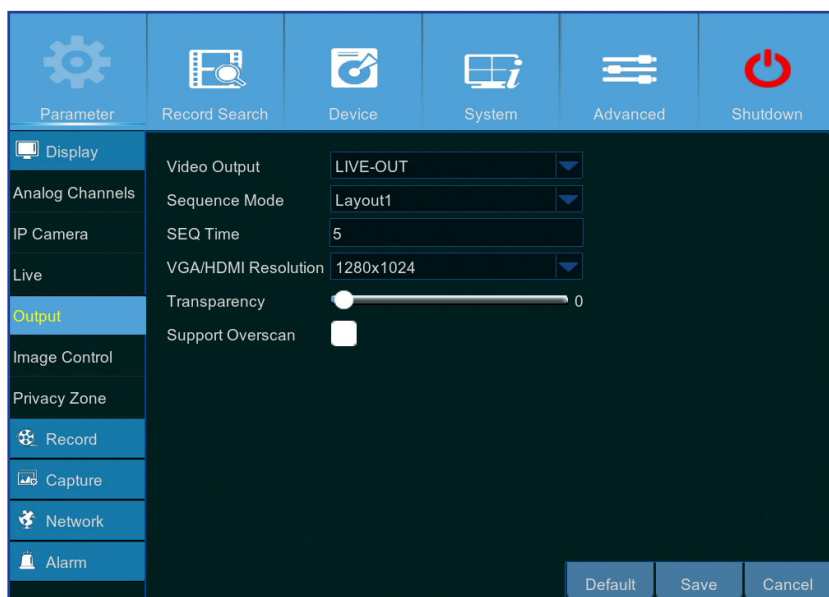 Parameter Record Search Device System Advanced Shutdown
Display
Analog Channels
IP Camera
Live
Output
Image Control
Privacy Zone
Record
Capture
Network
Alarm
Video Output LIVE-OUT
Sequence Mode Layout1
SEQ Time 5
VGA/HDMI Resolution 1280x1024
Transparency 0
Support Overscan
Default Save Cancel